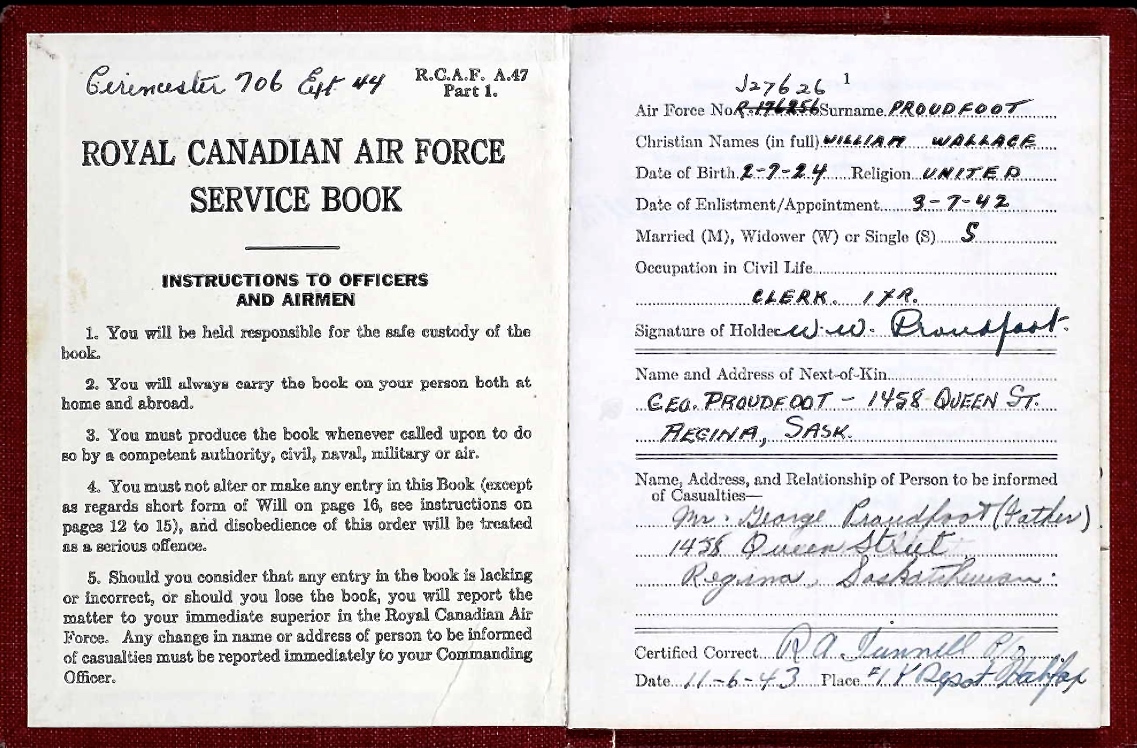 Cirencester 706 Ext 44
R.C.A.F. A.47
Part 1.
ROYAL CANADIAN AIR FORCE
SERVICE BOOK
INSTRUCTIONS TO OFFICERS
AND AIRMEN
1. You will be held responsible for the safe custody of the
book.
2. You will always carry the book on your person both at
home and abroad.
3. You must produce the book whenever called upon to do
so by a competent authority, civil, naval, military or air.
4. You must not alter or make any entry in this Book (except
as regards short form of Will on page 16, see instructions on
pages 12 to 15), and disobedience of this order will be treated
as a serious offence.
5. Should you consider that any entry in the book is lacking
or incorrect, or should you lose the book, you will report the
matter to your immediate superior in the Royal Canadian Air
Force. Any change in name or address of person to be informed
of casualties must be reported immediately to your Commanding
Officer.
1
J27626
Air Force No. R-176256 Surname PROUDFOOT
Christian Names (in full) WILLIAM WALLACE
Date of Birth 2-7-24 Religion UNITED
Date of Enlistment/Appointment 3-7-42
Married (M), Widower (W) or Single (S) S
Occupation in Civil Life
CLERK. 1 YR.
Signature of Holder W. W. Proudfoot.
Name and Address of Next-of-Kin
GEO. PROUDFOOT - 1458 QUEEN ST.
REGINA, SASK.
Name, Address, and Relationship of Person to be informed
of Casualties—
Mr. George Proudfoot (Father)
1458 Queen Street
Regina, Saskatchewan.
Certified Correct R A
Date 11-6-43 Place #1 Y Depot Halifax